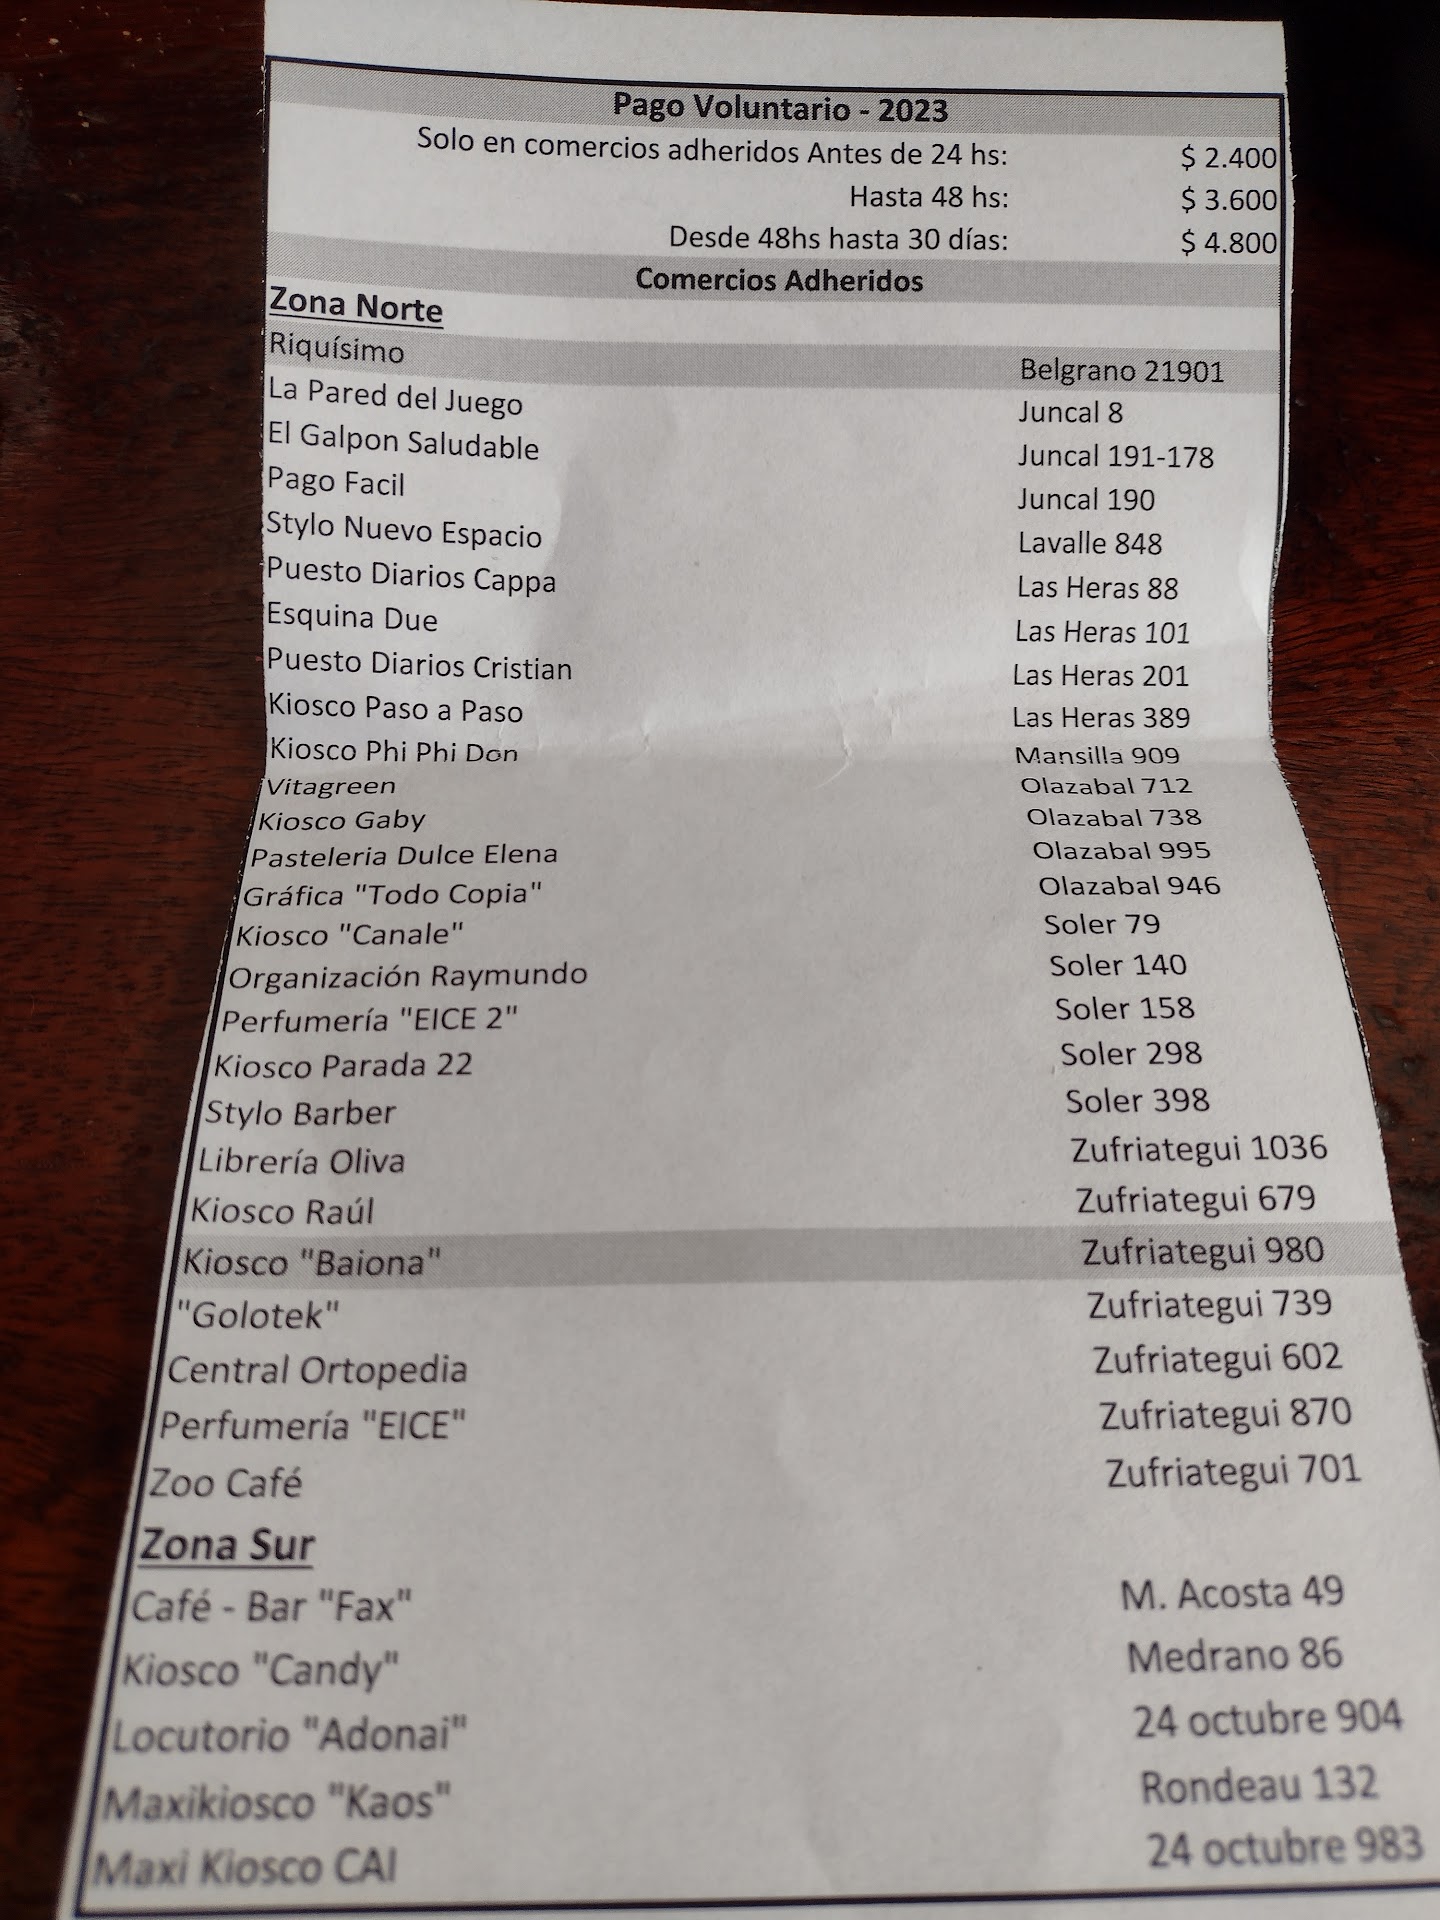 Pago Voluntario - 2023
Solo en comercios adheridos Antes de 24 hs: $ 2.400
Hasta 48 hs: $ 3.600
Desde 48hs hasta 30 días: $ 4.800
Comercios Adheridos
Zona Norte
Riquísimo Belgrano 21901
La Pared del Juego Juncal 8
El Galpon Saludable Juncal 191-178
Pago Facil Juncal 190
Stylo Nuevo Espacio Lavalle 848
Puesto Diarios Cappa Las Heras 88
Esquina Due Las Heras 101
Puesto Diarios Cristian Las Heras 201
Kiosco Paso a Paso Las Heras 389
Kiosco Phi Phi Don Mansilla 909
Vitagreen Olazabal 712
Kiosco Gaby Olazabal 738
Pasteleria Dulce Elena Olazabal 995
Gráfica "Todo Copia" Olazabal 946
Kiosco "Canale" Soler 79
Organización Raymundo Soler 140
Perfumería "EICE 2" Soler 158
Kiosco Parada 22 Soler 298
Stylo Barber Soler 398
Librería Oliva Zufriategui 1036
Kiosco Raúl Zufriategui 679
Kiosco "Baiona" Zufriategui 980
"Golotek" Zufriategui 739
Central Ortopedia Zufriategui 602
Perfumería "EICE" Zufriategui 870
Zoo Café Zufriategui 701
Zona Sur
Café - Bar "Fax" M. Acosta 49
Kiosco "Candy" Medrano 86
Locutorio "Adonai" 24 octubre 904
Maxikiosco "Kaos" Rondeau 132
Maxi Kiosco CAI 24 octubre 983